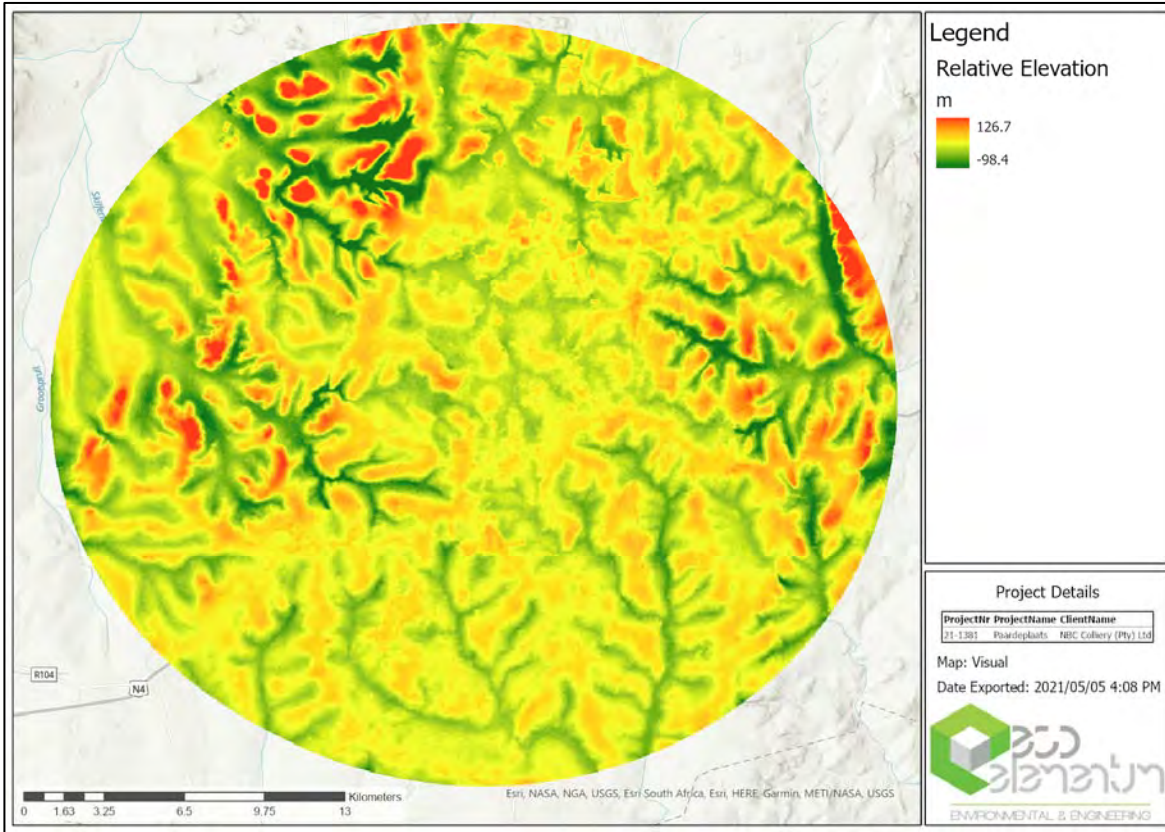 Legend
Relative Elevation
m
126.7
-98.4
Grootspruit
R104
N4
Kilometers
0 1.63 3.25 6.5 9.75 13
Esri, NASA, NGA, USGS, Esri South Africa, Esri, HERE, Garmin, METI/NASA, USGS
Project Details
ProjectNr ProjectName ClientName
21-1381 Paardeplaats NBC Colliery (Pty) Ltd
Map: Visual
Date Exported: 2021/05/05 4:08 PM
eco
elementum
ENVIRONMENTAL & ENGINEERING